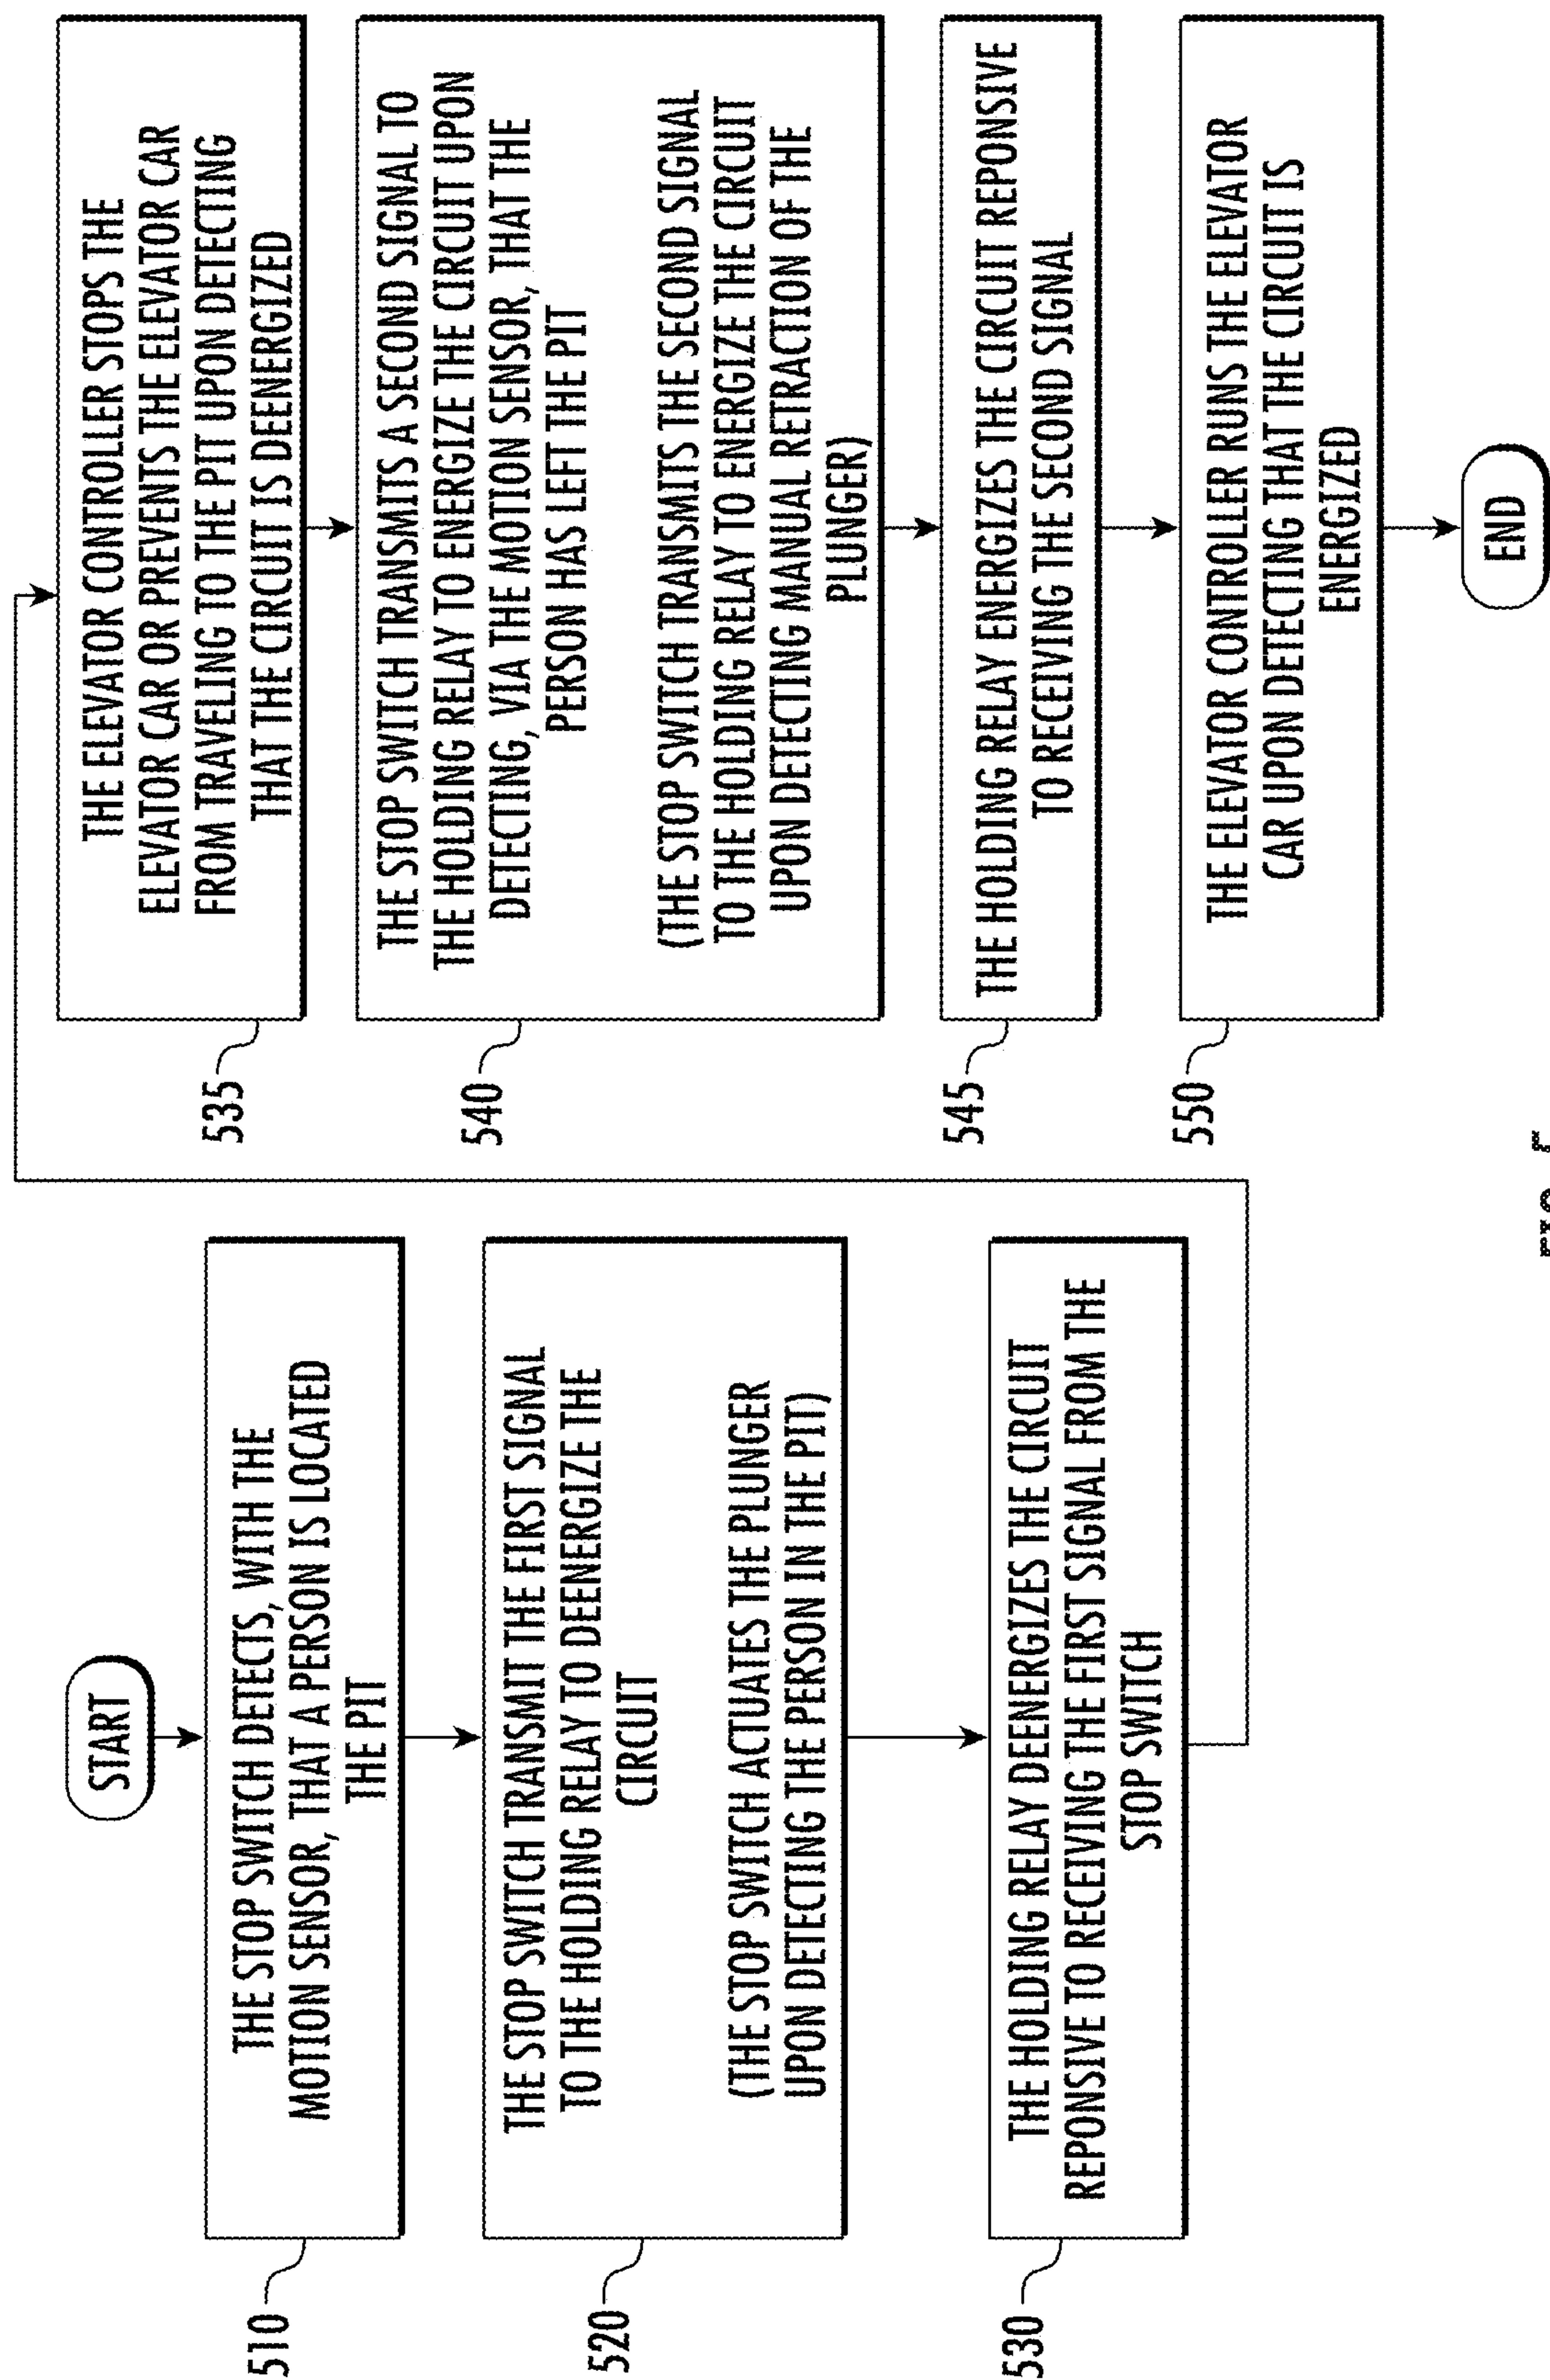 START
510
THE STOP SWITCH DETECTS, WITH THE
MOTION SENSOR, THAT A PERSON IS LOCATED
THE PIT
520
THE STOP SWITCH TRANSMIT THE FIRST SIGNAL
TO THE HOLDING RELAY TO DEENERGIZE THE
CIRCUIT
(THE STOP SWITCH ACTUATES THE PLUNGER
UPON DETECTING THE PERSON IN THE PIT)
530
THE HOLDING RELAY DEENERGIZES THE CIRCUIT
REPONSIVE TO RECEIVING THE FIRST SIGNAL FROM THE
STOP SWITCH
535
THE ELEVATOR CONTROLLER STOPS THE
ELEVATOR CAR OR PREVENTS THE ELEVATOR CAR
FROM TRAVELING TO THE PIT UPON DETECTING
THAT THE CIRCUIT IS DEENERGIZED
540
THE STOP SWITCH TRANSMITS A SECOND SIGNAL TO
THE HOLDING RELAY TO ENERGIZE THE CIRCUIT UPON
DETECTING, VIA THE MOTION SENSOR, THAT THE
PERSON HAS LEFT THE PIT
(THE STOP SWITCH TRANSMITS THE SECOND SIGNAL
TO THE HOLDING RELAY TO ENERGIZE THE CIRCUIT
UPON DETECTING MANUAL RETRACTION OF THE
PLUNGER)
545
THE HOLDING RELAY ENERGIZES THE CIRCUIT REPONSIVE
TO RECEIVING THE SECOND SIGNAL
550
THE ELEVATOR CONTROLLER RUNS THE ELEVATOR
CAR UPON DETECTING THAT THE CIRCUIT IS
ENERGIZED
END